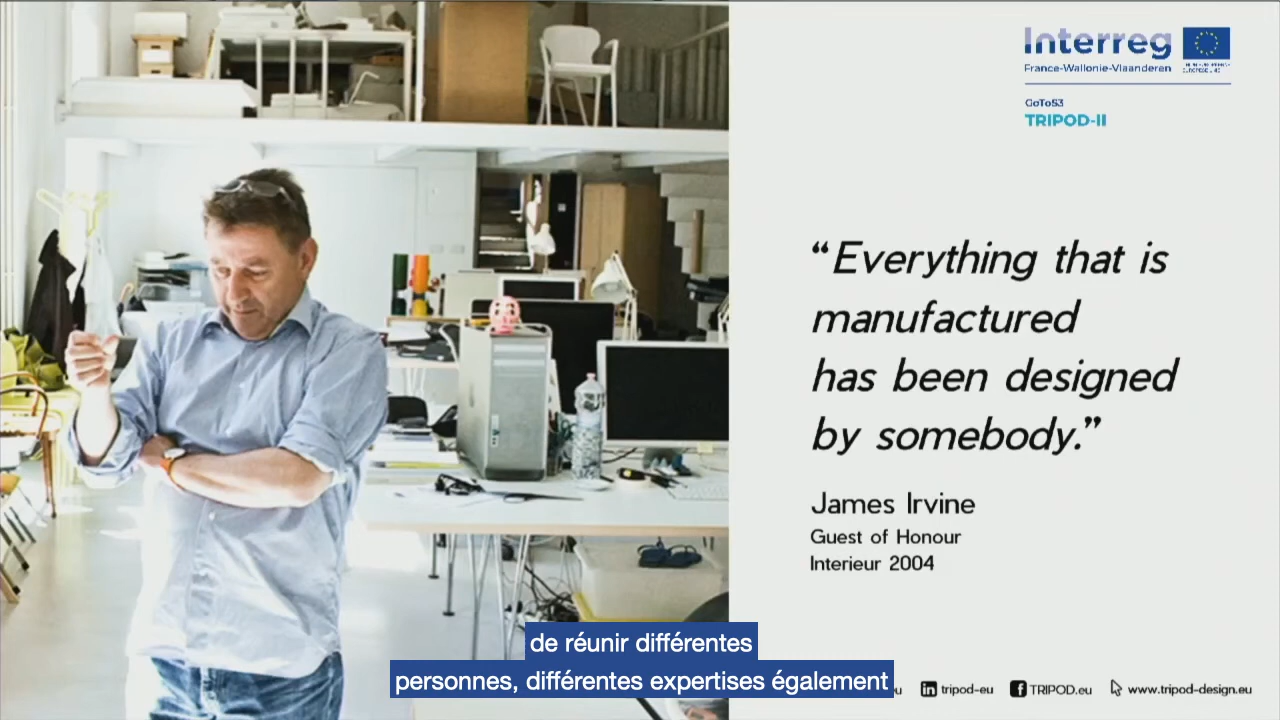 Interreg
France-Wallonie-Vlaanderen
GoToS3
TRIPOD-II
“Everything that is
manufactured
has been designed
by somebody.”
James Irvine
Guest of Honour
Interieur 2004
de réunir différentes
personnes, différentes expertises également
tripod-eu
TRIPOD.eu
www.tripod-design.eu